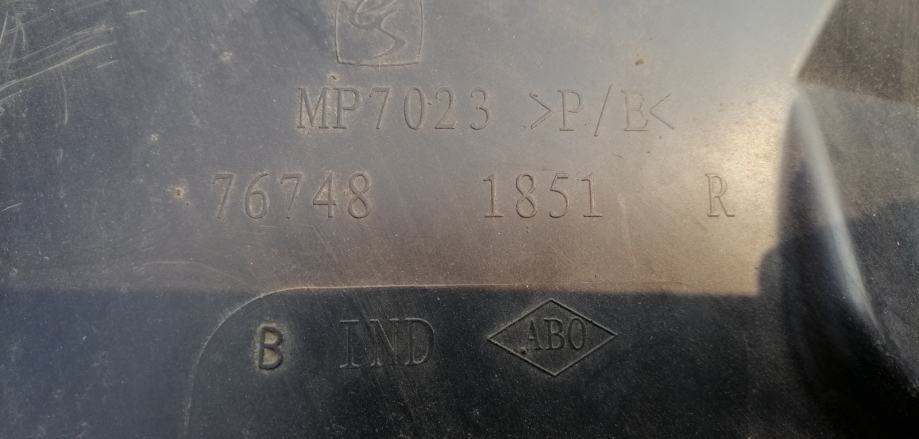 MP7023 >P/E<
76748 1851 R
B IND ABO